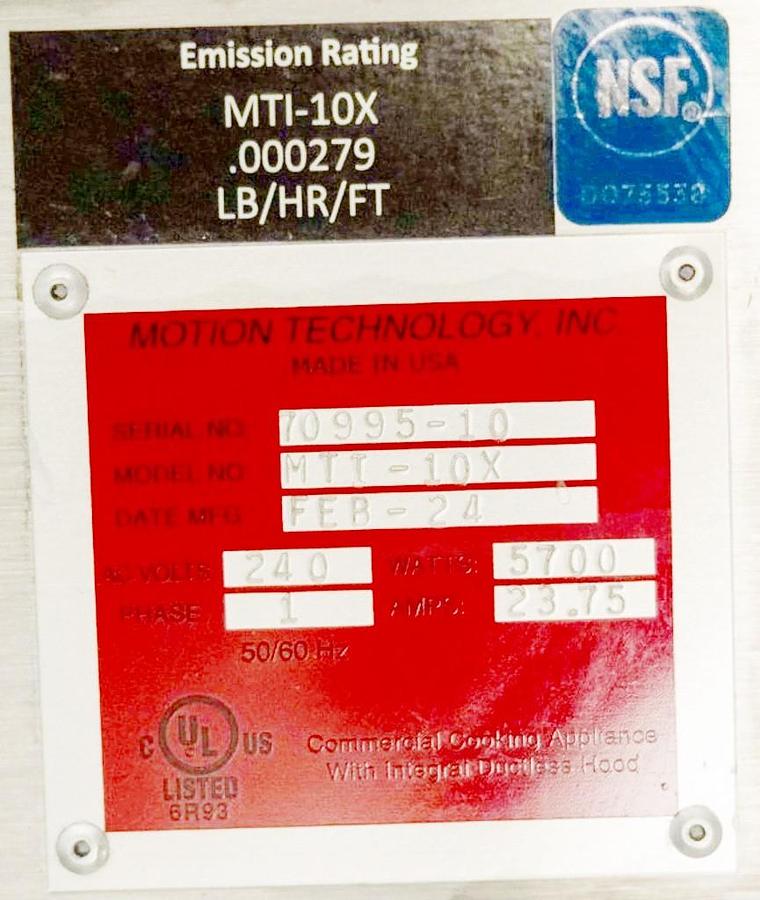 Emission Rating
MTI-10X
.000279
LB/HR/FT
NSF®
MOTION TECHNOLOGY, INC
MADE IN USA
SERIAL NO: 70995-10
MODEL NO: MTI-10X
DATE MFG: FEB-24
AC VOLTS: 240 WATTS: 5700
PHASE: 1 AMPS: 23.75
50/60 Hz
C UL US
LISTED
6R93
Commercial Cooking Appliance
With Integral Ductless Hood